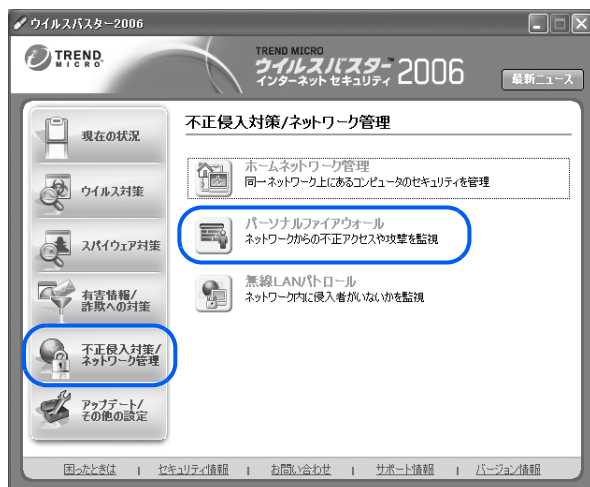 ウイルスバスター2006
TREND
MICRO
TREND MICRO
ウイルスバスター™ 2006
インターネット セキュリティ
最新ニュース
現在の状況
ウイルス対策
スパイウェア対策
有害情報/
詐欺への対策
不正侵入対策/
ネットワーク管理
アップデート/
その他の設定
不正侵入対策/ネットワーク管理
ホームネットワーク管理
同一ネットワーク上にあるコンピュータのセキュリティを管理
パーソナルファイアウォール
ネットワークからの不正アクセスや攻撃を監視
無線LANパトロール
ネットワーク内に侵入者がいないかを監視
困ったときは | セキュリティ情報 | お問い合わせ | サポート情報 | バージョン情報